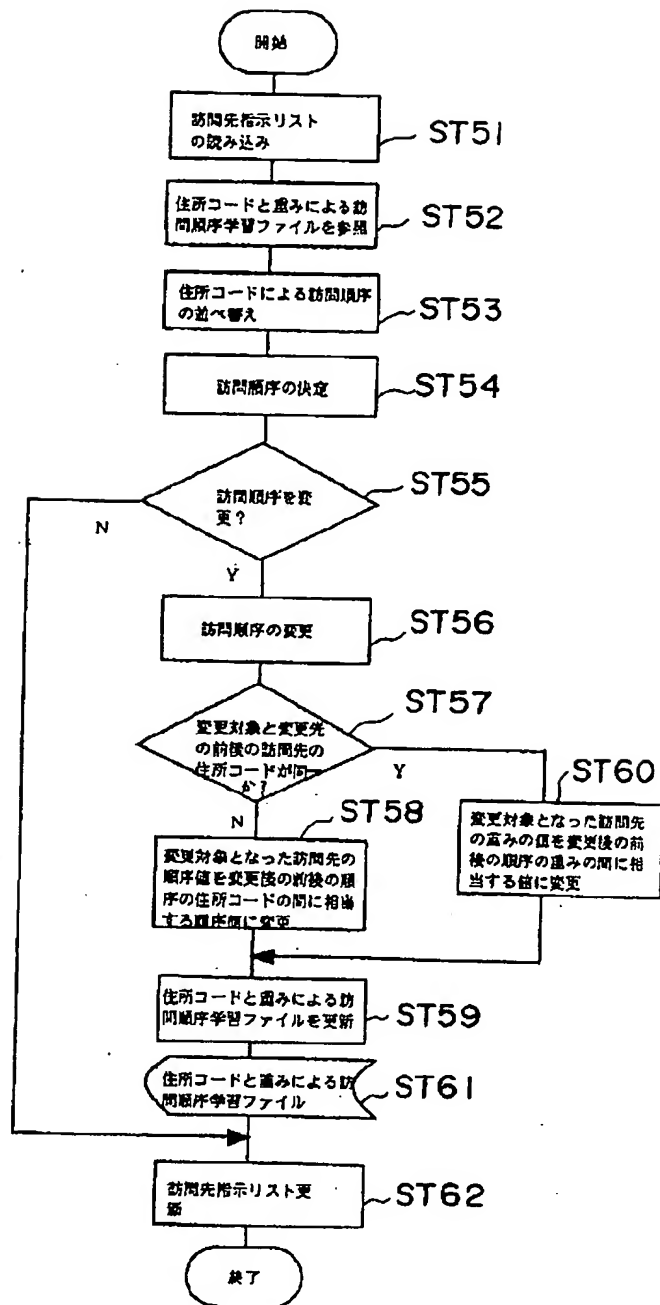 開始
訪問先指示リスト
の読み込み
ST51
住所コードと重みによる訪
問順序学習ファイルを参照
ST52
住所コードによる訪問順序
の並べ替え
ST53
訪問順序の決定
ST54
訪問順序を変
更?
ST55
N
Y
訪問順序の変更
ST56
変更対象と変更先
の前後の訪問先の
住所コードが同一
か?
ST57
Y
N
ST58
変更対象となった訪問先の
順序値を変更後の前後の順
序の住所コードの間に相当
する順序値に変更
ST60
変更対象となった訪問先
の重みの値を変更後の前
後の順序の重みの間に相
当する値に変更
住所コードと重みによる訪
問順序学習ファイルを更新
ST59
住所コードと重みによる訪
問順序学習ファイル
ST61
訪問先指示リスト更
新
ST62
終了